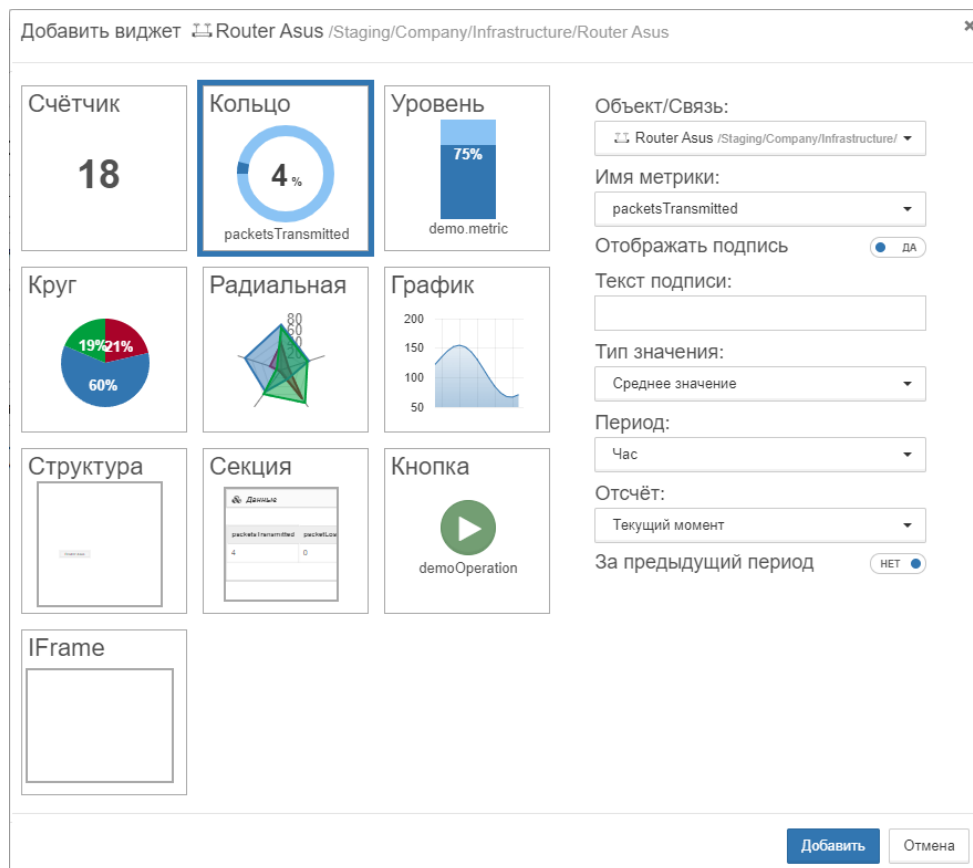 Добавить виджет Router Asus /Staging/Company/Infrastructure/Router Asus
Счётчик
18
Кольцо
4 %
packetsTransmitted
Уровень
75%
demo.metric
Круг
19%
21%
60%
Радиальная
80
60
График
200
150
100
50
Структура
Секция
Данные
packetsTransmitted
4
0
Кнопка
demoOperation
IFrame
Объект/Связь:
Router Asus /Staging/Company/Infrastructure/
Имя метрики:
packetsTransmitted
Отображать подпись ДА
Текст подписи:
Тип значения:
Среднее значение
Период:
Час
Отсчёт:
Текущий момент
За предыдущий период НЕТ
Добавить
Отмена